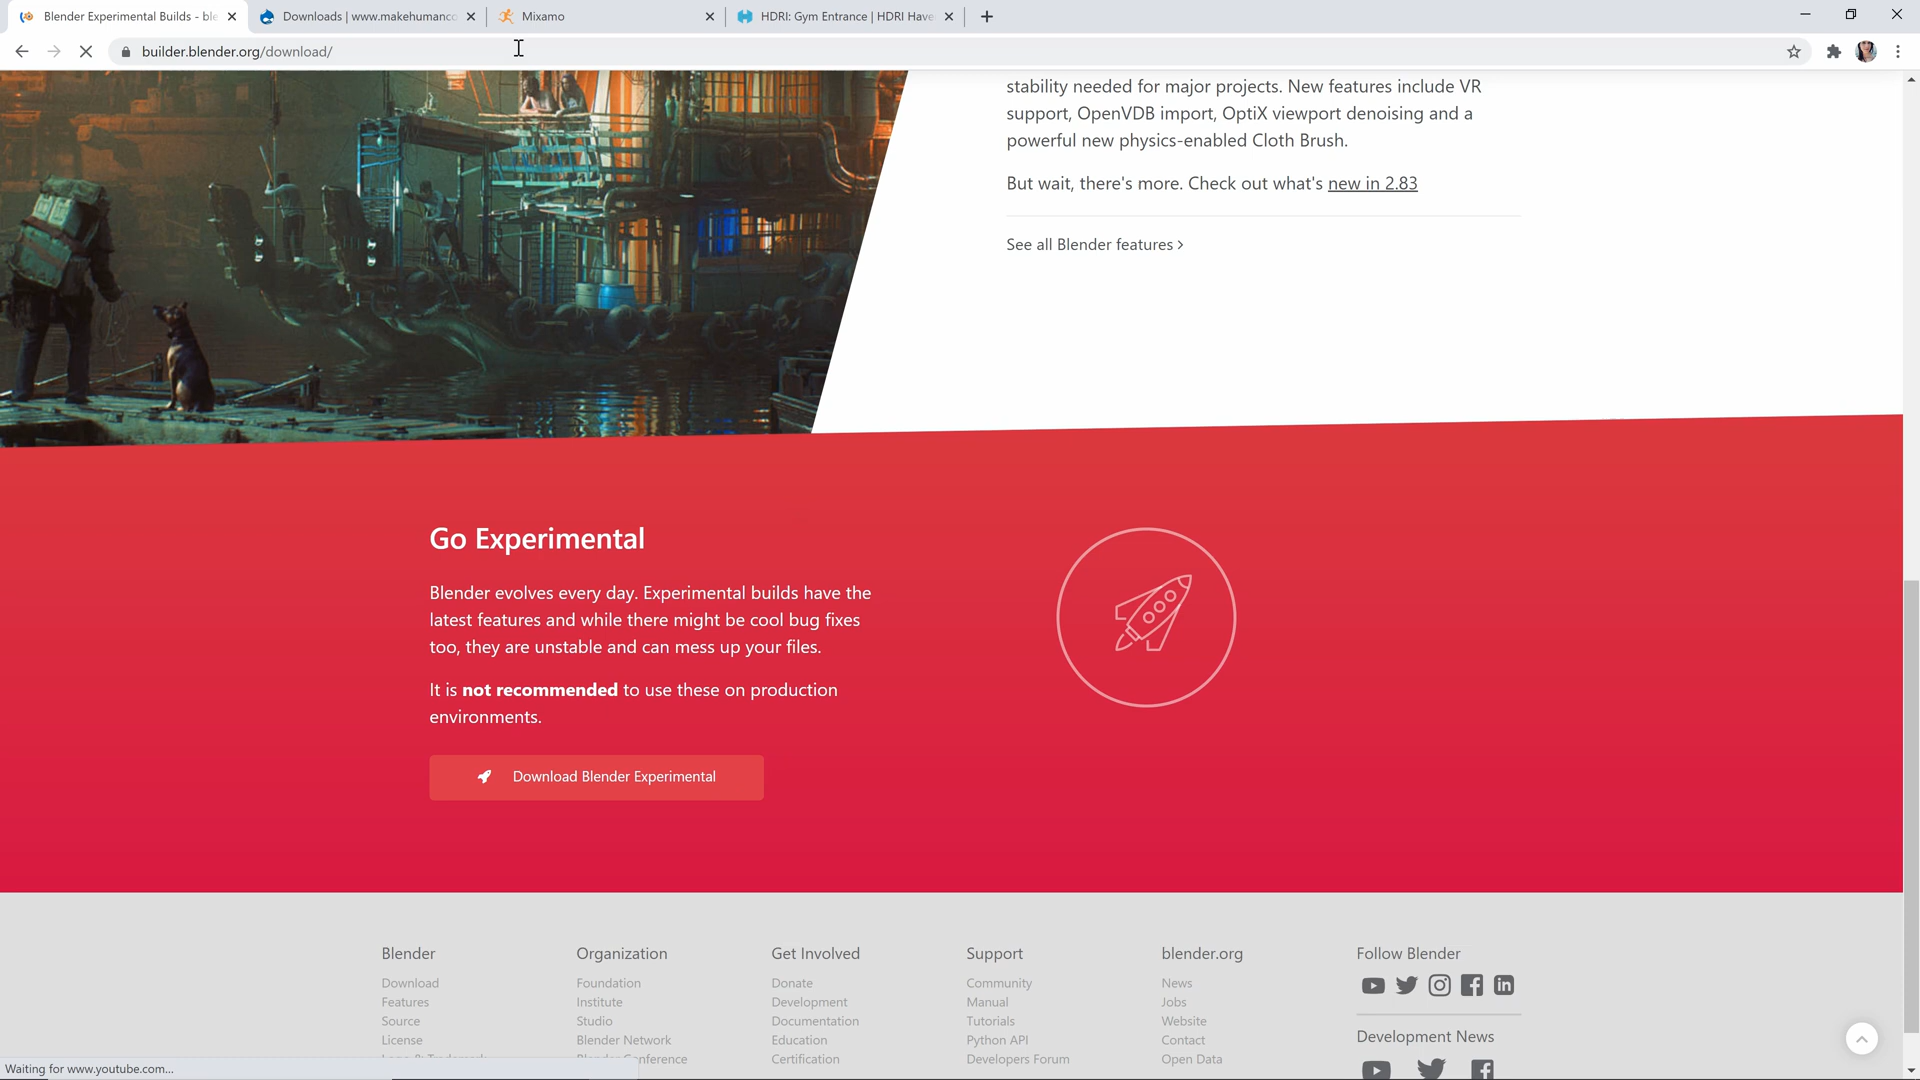 Blender Experimental Builds - ble
Downloads | www.makehumanco
Mixamo
HDRI: Gym Entrance | HDRI Have
builder.blender.org/download/
stability needed for major projects. New features include VR
support, OpenVDB import, OptiX viewport denoising and a
powerful new physics-enabled Cloth Brush.
But wait, there's more. Check out what's new in 2.83
See all Blender features
Go Experimental
Blender evolves every day. Experimental builds have the
latest features and while there might be cool bug fixes
too, they are unstable and can mess up your files.
It is not recommended to use these on production
environments.
Download Blender Experimental
Blender
Download
Features
Source
License
Organization
Foundation
Institute
Studio
Blender Network
Get Involved
Donate
Development
Documentation
Education
Certification
Support
Community
Manual
Tutorials
Python API
Developers Forum
blender.org
News
Jobs
Website
Contact
Open Data
Follow Blender
Development News
Waiting for www.youtube.com...